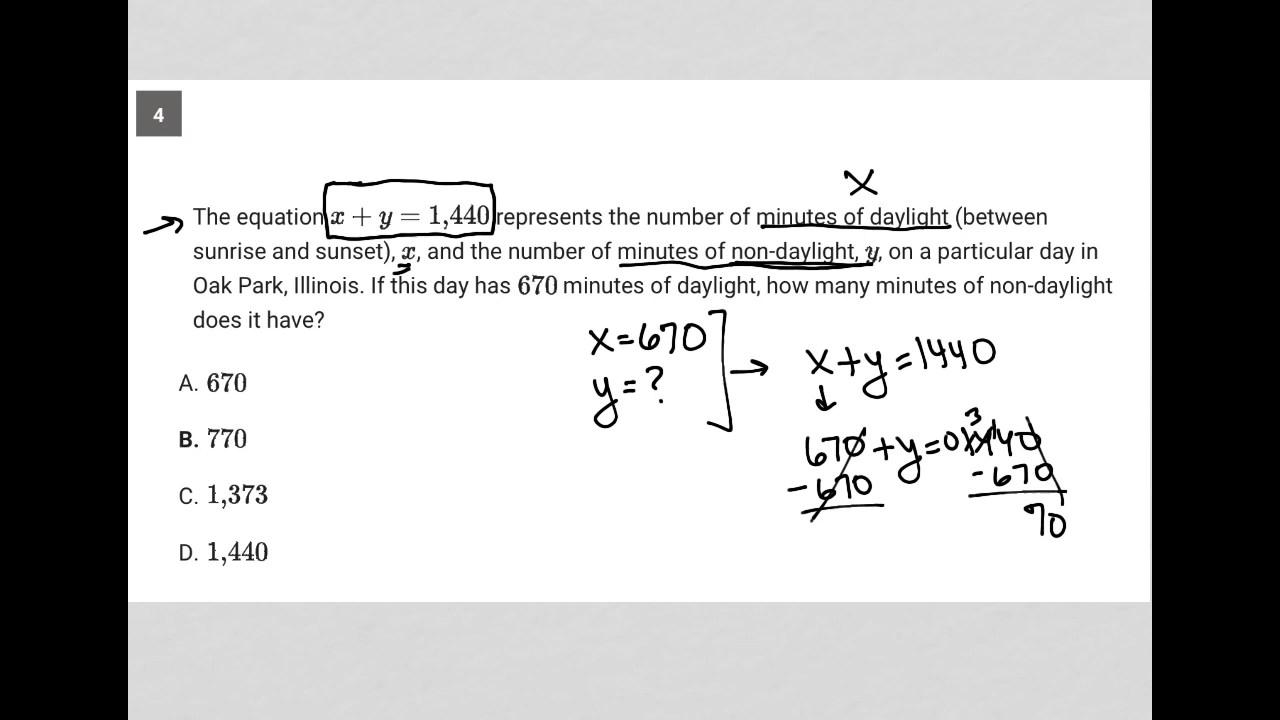 4
X
The equation x + y = 1,440 represents the number of minutes of daylight (between
sunrise and sunset), x, and the number of minutes of non-daylight, y, on a particular day in
Oak Park, Illinois. If this day has 670 minutes of daylight, how many minutes of non-daylight
does it have?
x=670
y=?
x+y=1440
A. 670
B. 770
C. 1,373
D. 1,440
3
670+y=01440
-670 -670
70